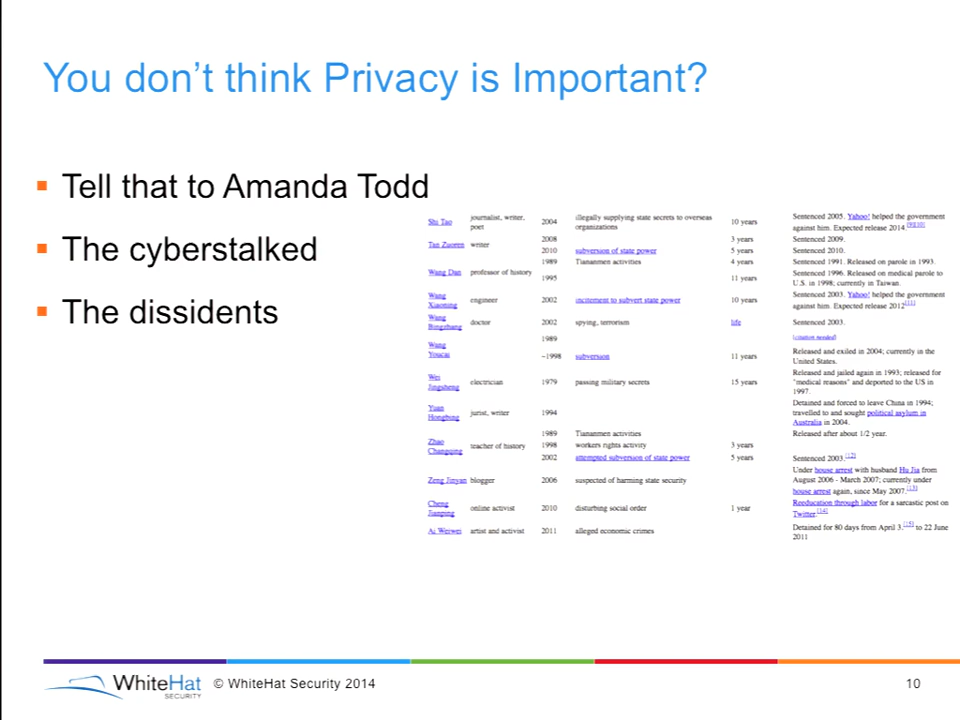 You don't think Privacy is Important?
▪ Tell that to Amanda Todd
▪ The cyberstalked
▪ The dissidents
Shi Tao journalist, writer, poet 2004 illegally supplying state secrets to overseas organizations 10 years Sentenced 2005. Yahoo! helped the government against him. Expected release 2014.[9][10]
Tan Zuoren writer 2008 3 years Sentenced 2009.
2010 subversion of state power 5 years Sentenced 2010.
Wang Dan professor of history 1989 Tiananmen activities 4 years Sentenced 1991. Released on parole in 1993.
1995 11 years Sentenced 1996. Released on medical parole to U.S. in 1998; currently in Taiwan.
Wang Xiaoning engineer 2002 incitement to subvert state power 10 years Sentenced 2003. Yahoo! helped the government against him. Expected release 2012[11]
Wang Bingzhang doctor 2002 spying, terrorism life Sentenced 2003.
Wang Youcai 1989 [citation needed]
~1998 subversion 11 years Released and exiled in 2004; currently in the United States.
Wei Jingsheng electrician 1979 passing military secrets 15 years Released and jailed again in 1993; released for "medical reasons" and deported to the US in 1997.
Yuan Hongbing jurist, writer 1994 Detained and forced to leave China in 1994; travelled to and sought political asylum in Australia in 2004.
Zhao Changqing teacher of history 1989 Tiananmen activities Released after about 1/2 year.
1998 workers rights activity 3 years
2002 attempted subversion of state power 5 years Sentenced 2003.[12]
Zeng Jinyan blogger 2006 suspected of harming state security Under house arrest with husband Hu Jia from August 2006 - March 2007; currently under house arrest again, since May 2007.[13]
Cheng Jianping online activist 2010 disturbing social order 1 year Reeducation through labor for a sarcastic post on Twitter.[14]
Ai Weiwei artist and activist 2011 alleged economic crimes Detained for 80 days from April 3,[15] to 22 June 2011
WhiteHat SECURITY © WhiteHat Security 2014 10